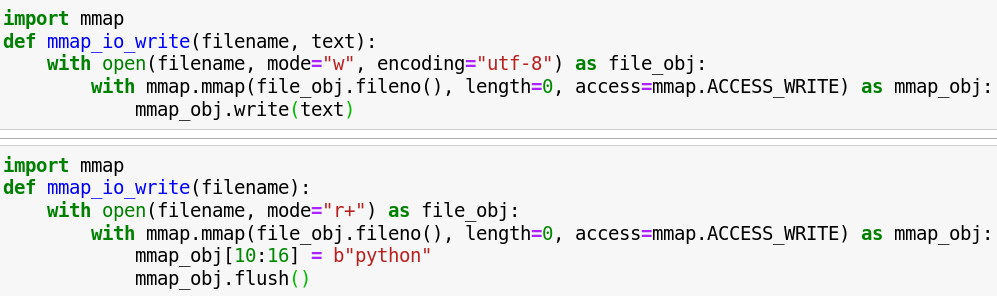 import mmap
def mmap_io_write(filename, text):
    with open(filename, mode="w", encoding="utf-8") as file_obj:
        with mmap.mmap(file_obj.fileno(), length=0, access=mmap.ACCESS_WRITE) as mmap_obj:
            mmap_obj.write(text)
import mmap
def mmap_io_write(filename):
    with open(filename, mode="r+") as file_obj:
        with mmap.mmap(file_obj.fileno(), length=0, access=mmap.ACCESS_WRITE) as mmap_obj:
            mmap_obj[10:16] = b"python"
            mmap_obj.flush()